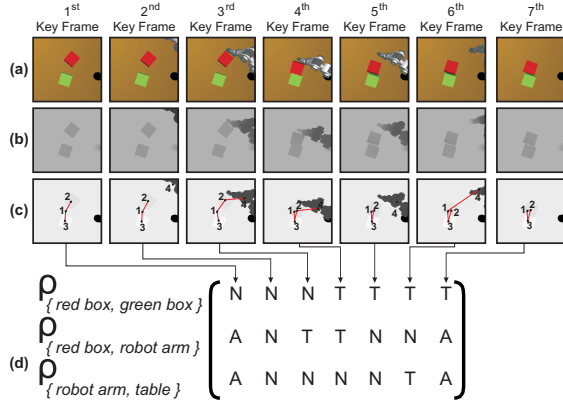 1st 2nd 3rd 4th 5th 6th 7th
Key Frame Key Frame Key Frame Key Frame Key Frame Key Frame Key Frame
(a)
(b)
(c)
2 1 3
2 4 1 3
2 4 1 3
2 4 1 3
2 4 1 3
4 1 2 3
2 1 3
(d)
ρ { red box, green box } N N N T T T T
ρ { red box, robot arm } A N T T N N A
ρ { robot arm, table } A N N N N T A